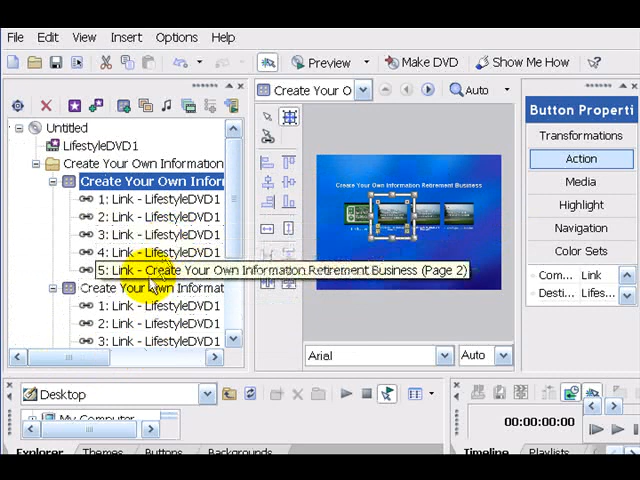 File Edit View Insert Options Help
Preview Make DVD Show Me How
Create Your O Auto
Button Properti
Untitled
LifestyleDVD1
Create Your Own Information
Create Your Own Inforr
1: Link - LifestyleDVD1
2: Link - LifestyleDVD1
3: Link - LifestyleDVD1
4: Link - LifestyleDVD1
5: Link - Create Your Own Information Retirement Business (Page 2)
Create Your Own Informat
1: Link - LifestyleDVD1
2: Link - LifestyleDVD1
3: Link - LifestyleDVD1
Create Your Own Information Retirement Business
Transformations
Action
Media
Highlight
Navigation
Color Sets
Com... Link
Desti... Lifes...
Arial Auto
Desktop
My Computer
00:00:00:00
Explorer Themes Buttons Backgrounds
Timeline Playlists